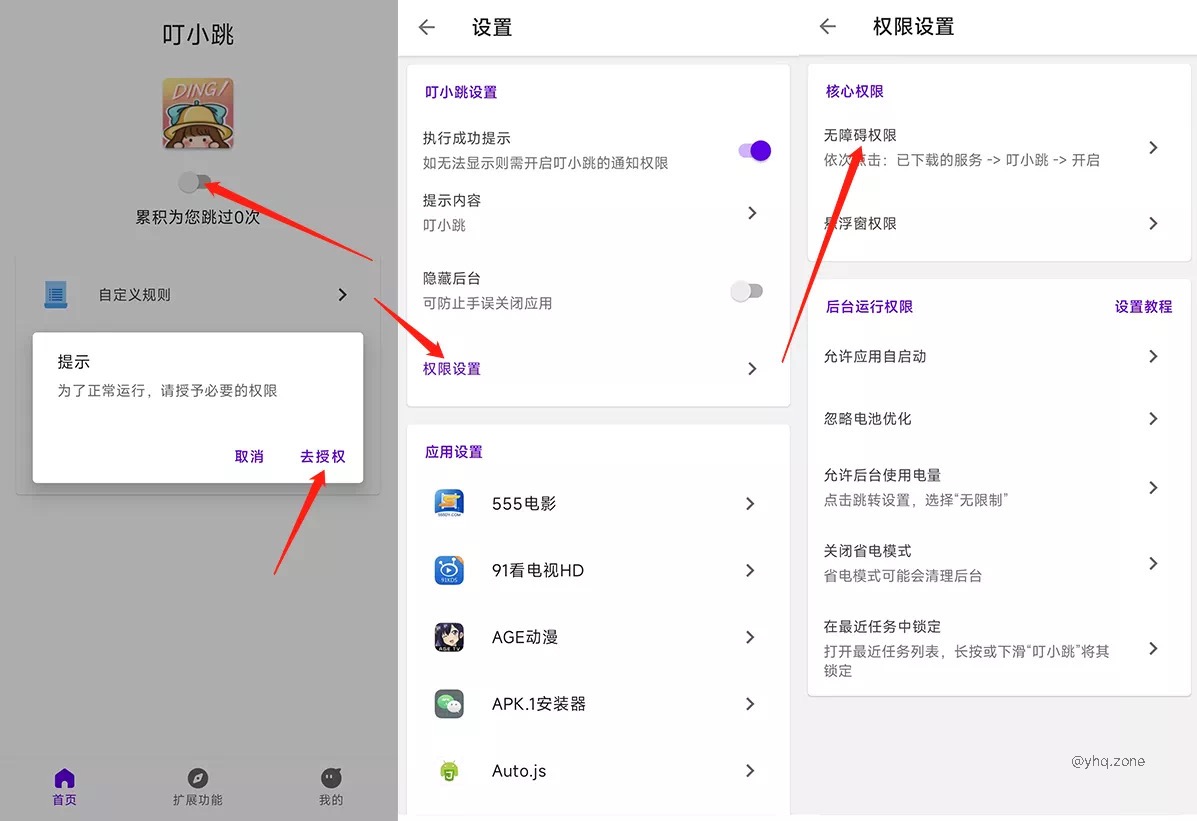 叮小跳
DING!
累积为您跳过0次
自定义规则
提示
为了正常运行，请授予必要的权限
取消
去授权
首页
扩展功能
我的
设置
叮小跳设置
执行成功提示
如无法显示则需开启叮小跳的通知权限
提示内容
叮小跳
隐藏后台
可防止手误关闭应用
权限设置
应用设置
555电影
91看电视HD
AGE TV
AGE动漫
APK.1安装器
Auto.js
权限设置
核心权限
无障碍权限
依次点击：已下载的服务 -> 叮小跳 -> 开启
悬浮窗权限
后台运行权限
设置教程
允许应用自启动
忽略电池优化
允许后台使用电量
点击跳转设置，选择“无限制”
关闭省电模式
省电模式可能会清理后台
在最近任务中锁定
打开最近任务列表，长按或下滑“叮小跳”将其
锁定
@yhq.zone